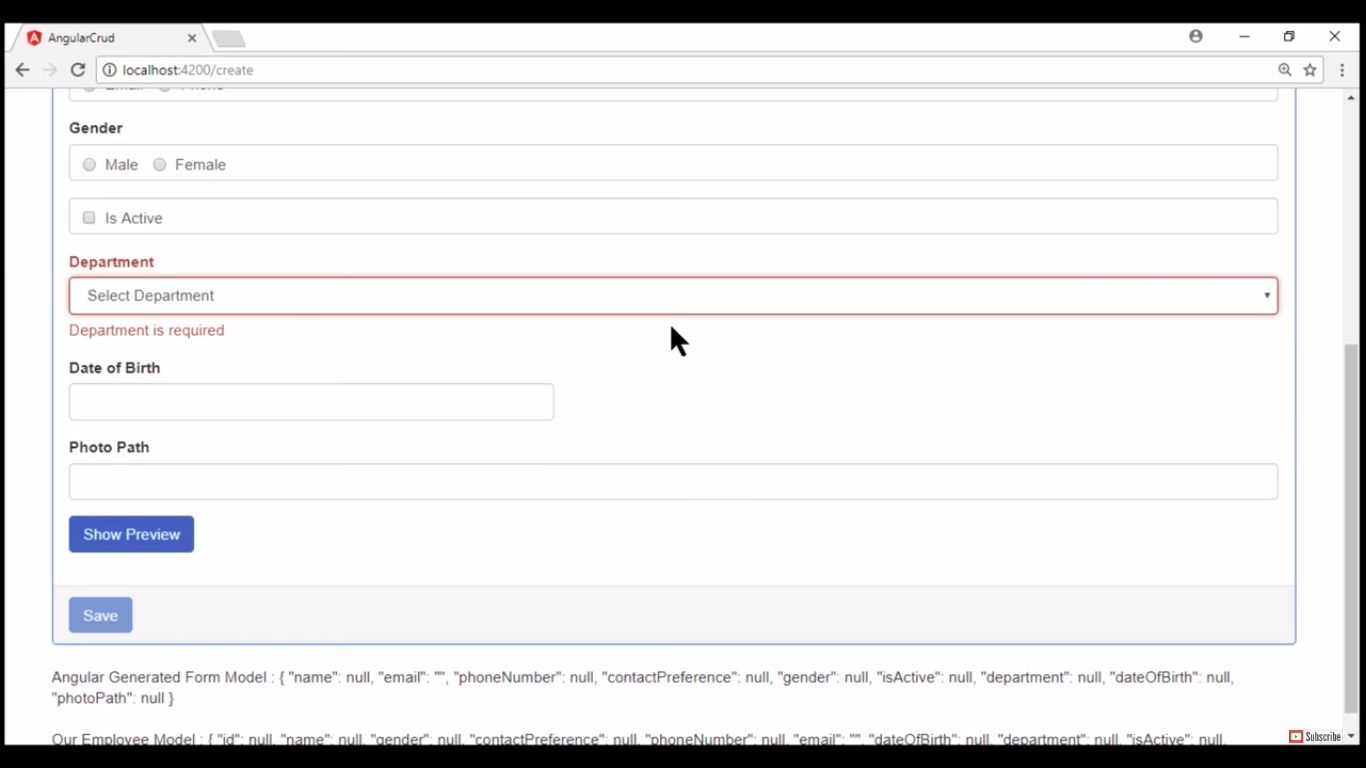 AngularCrud
localhost:4200/create
Email Phone
Gender
Male Female
Is Active
Department
Select Department
Department is required
Date of Birth
Photo Path
Show Preview
Save
Angular Generated Form Model : { "name": null, "email": "", "phoneNumber": null, "contactPreference": null, "gender": null, "isActive": null, "department": null, "dateOfBirth": null,
"photoPath": null }
Our Employee Model : { "id": null, "name": null, "gender": null, "contactPreference": null, "phoneNumber": null, "email": "", "dateOfBirth": null, "department": null, "isActive": null,
Subscribe